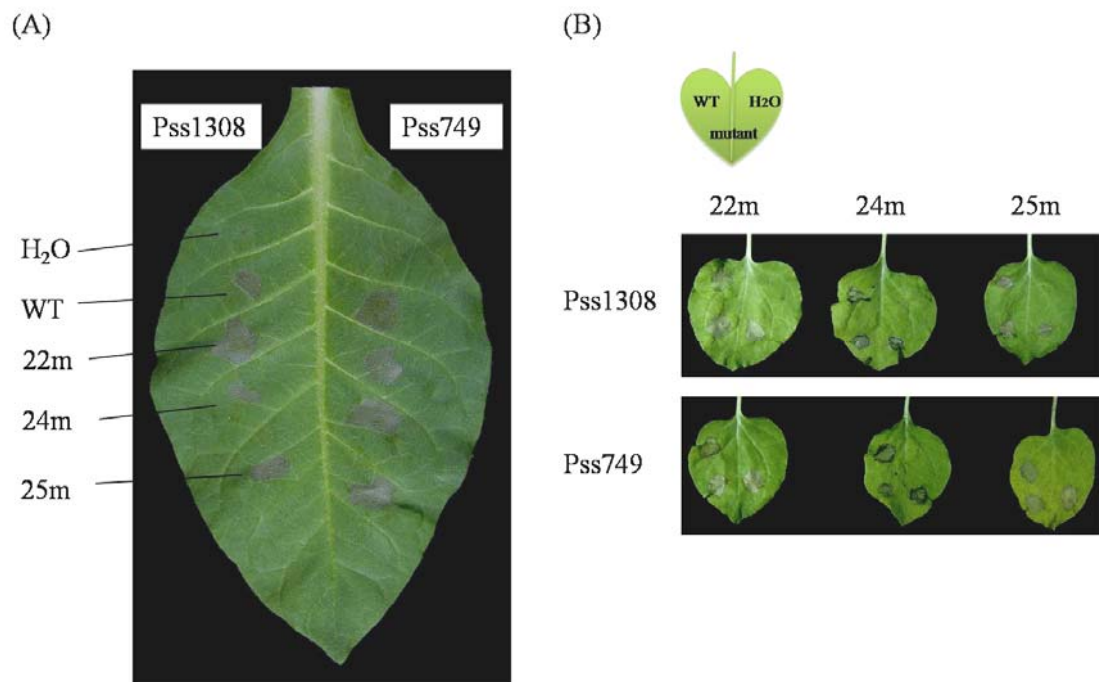 (A)
Pss1308 Pss749
H₂O
WT
22m
24m
25m
(B)
WT H2O
mutant
22m 24m 25m
Pss1308
Pss749